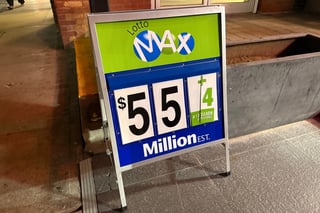 Lotto
MAX
$55 + 4
Million EST.